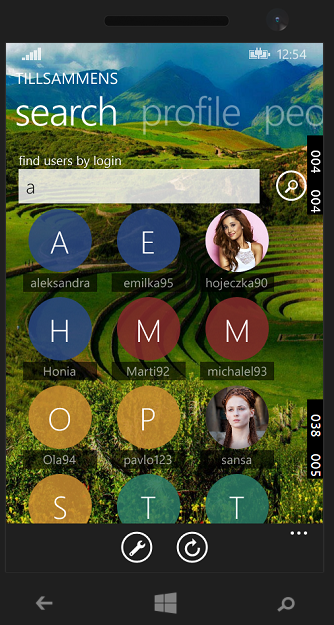 12:54
TILLSAMMENS
search profile peo
find users by login
a
004 004
A E
aleksandra emilka95 hojeczka90
H M M
Honia Marti92 michalel93
O P
Ola94 pavlo123 sansa
038 005
S T T